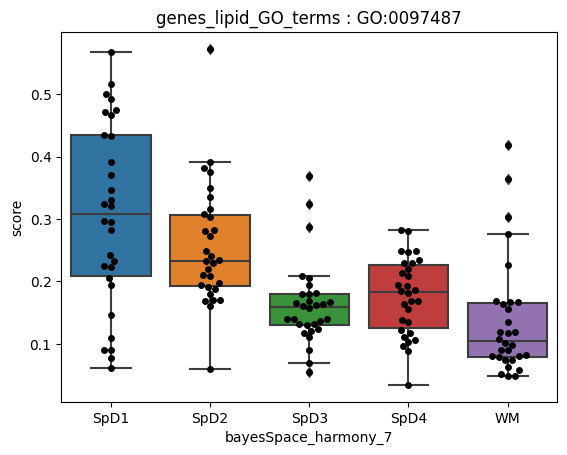 genes_lipid_GO_terms : GO:0097487
score
0.5
0.4
0.3
0.2
0.1
SpD1 SpD2 SpD3 SpD4 WM
bayesSpace_harmony_7